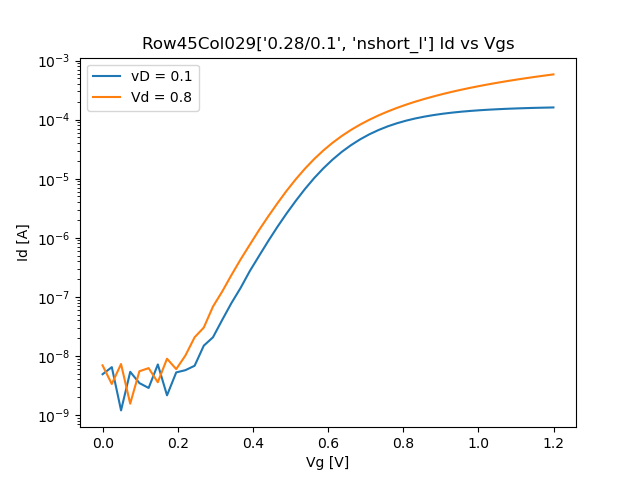 Row45Col029['0.28/0.1', 'nshort_l'] Id vs Vgs
vD = 0.1
Vd = 0.8
Id [A]
10⁻³
10⁻⁴
10⁻⁵
10⁻⁶
10⁻⁷
10⁻⁸
10⁻⁹
0.0 0.2 0.4 0.6 0.8 1.0 1.2
Vg [V]